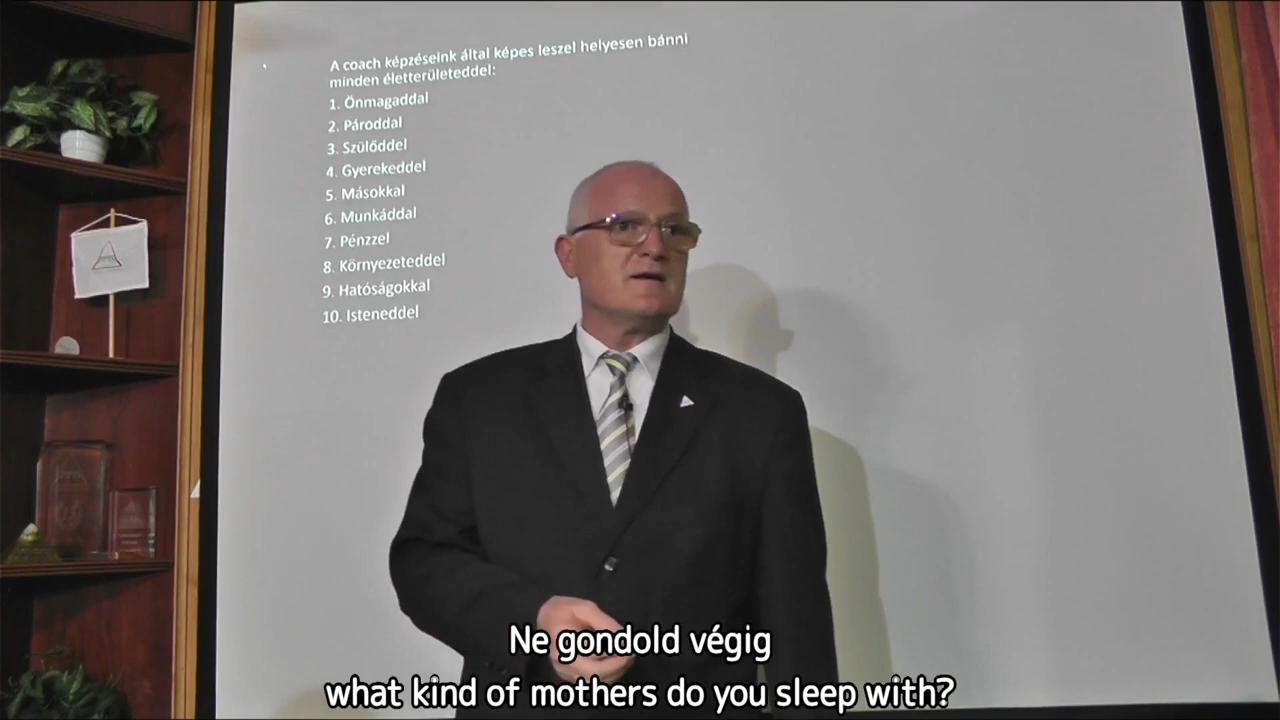 A coach képzéseink által képes leszel helyesen bánni
minden életterületeddel:
1. Önmagaddal
2. Pároddal
3. Szülőddel
4. Gyerekeddel
5. Másokkal
6. Munkáddal
7. Pénzzel
8. Környezeteddel
9. Hatóságokkal
10. Isteneddel
Ne gondold végig
what kind of mothers do you sleep with?